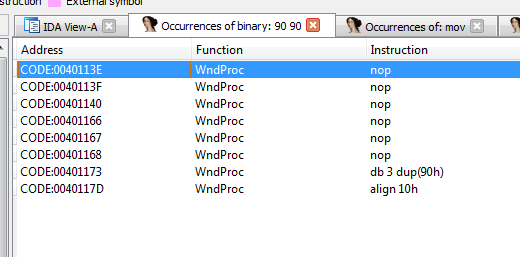 struction External symbol
IDA View-A Occurrences of binary: 90 90 Occurrences of: mov
Address Function Instruction
CODE:0040113E WndProc nop
CODE:0040113F WndProc nop
CODE:00401140 WndProc nop
CODE:00401166 WndProc nop
CODE:00401167 WndProc nop
CODE:00401168 WndProc nop
CODE:00401173 WndProc db 3 dup(90h)
CODE:0040117D WndProc align 10h